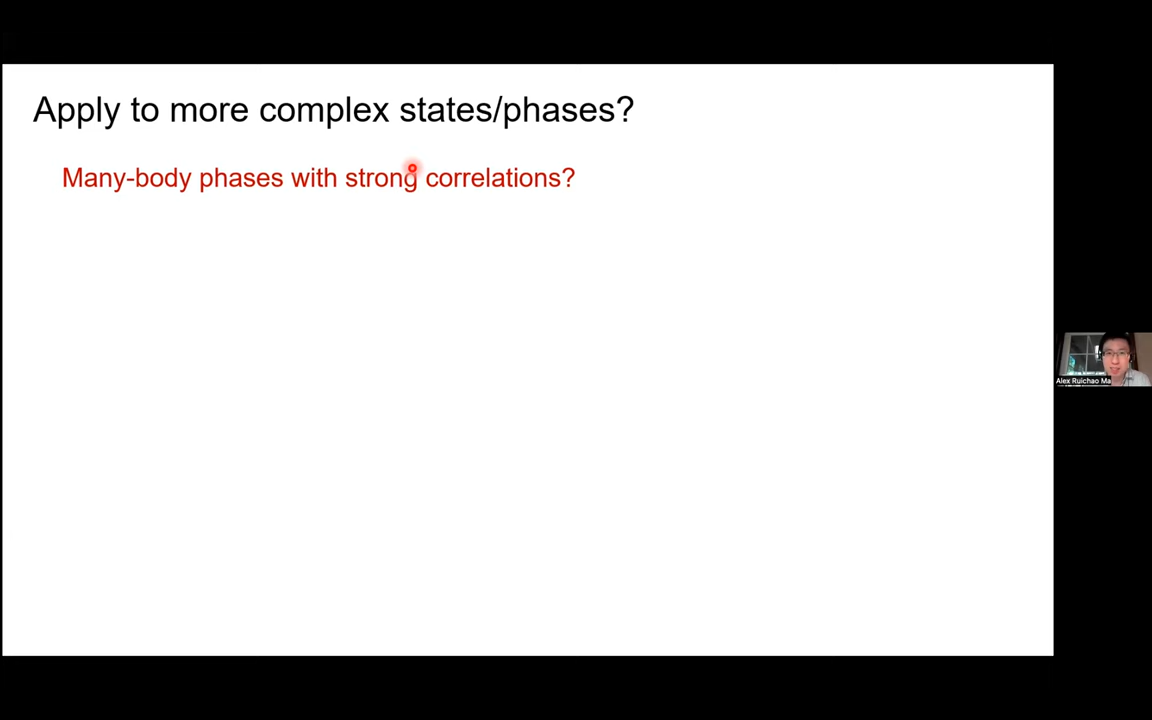 Apply to more complex states/phases?
Many-body phases with strong correlations?
Alex Ruichao Ma